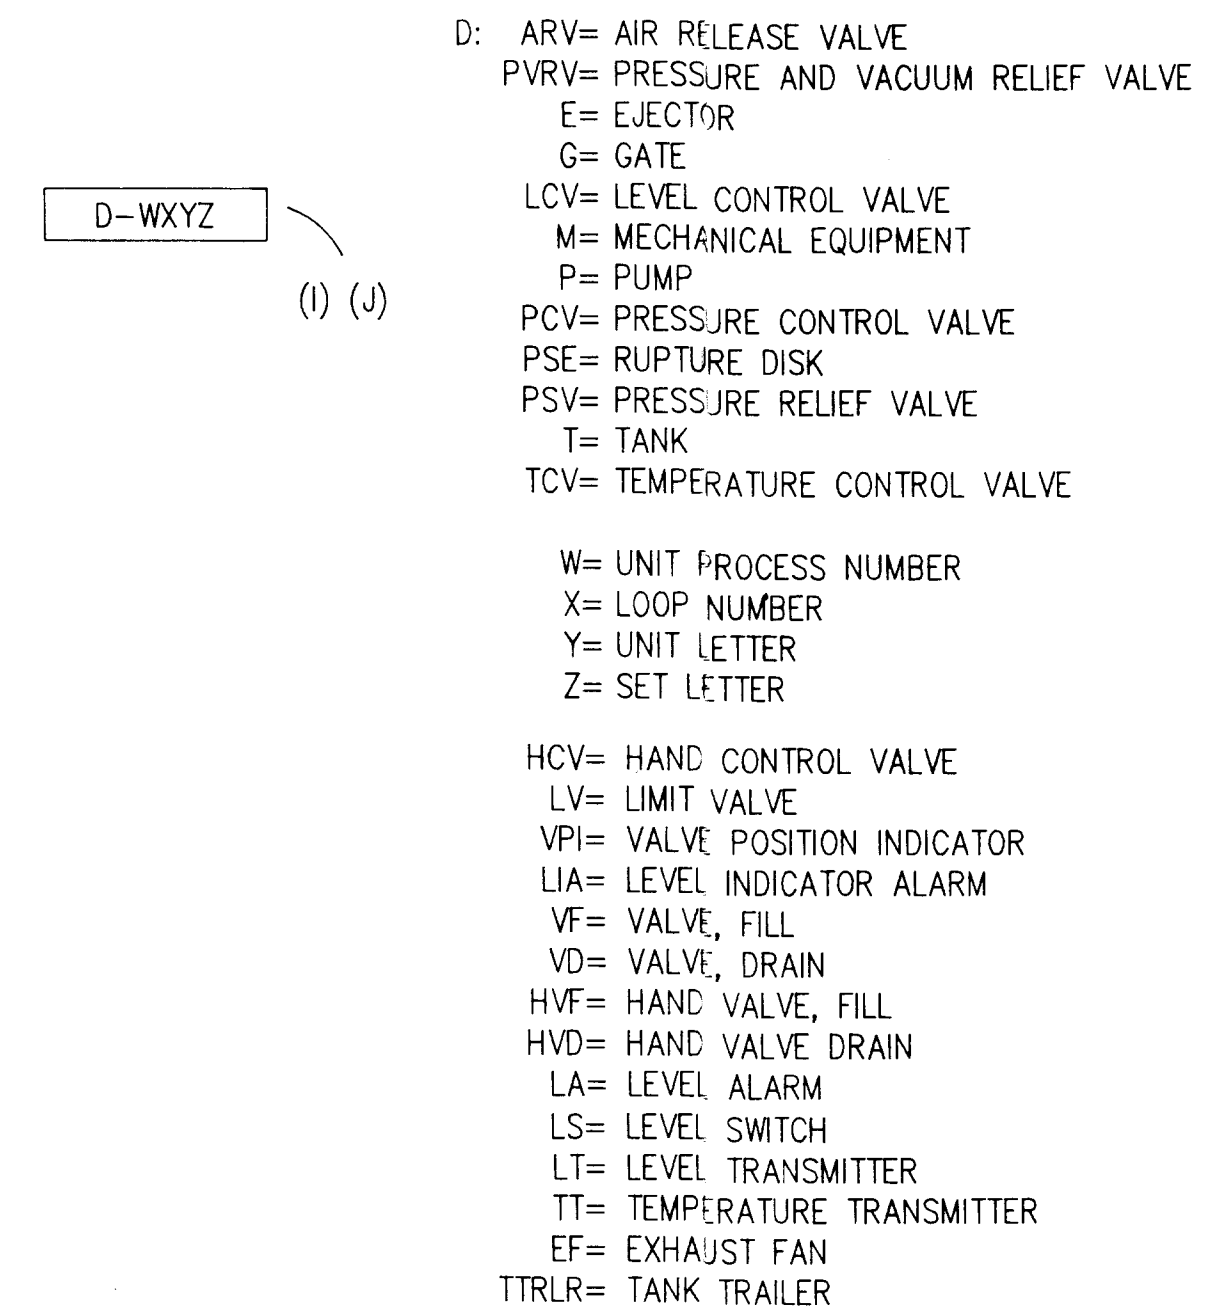 D: ARV= AIR RELEASE VALVE
PVRV= PRESSURE AND VACUUM RELIEF VALVE
E= EJECTOR
G= GATE
LCV= LEVEL CONTROL VALVE
D-WXYZ
M= MECHANICAL EQUIPMENT
P= PUMP
(I) (J)
PCV= PRESSURE CONTROL VALVE
PSE= RUPTURE DISK
PSV= PRESSURE RELIEF VALVE
T= TANK
TCV= TEMPERATURE CONTROL VALVE
W= UNIT PROCESS NUMBER
X= LOOP NUMBER
Y= UNIT LETTER
Z= SET LETTER
HCV= HAND CONTROL VALVE
LV= LIMIT VALVE
VPI= VALVE POSITION INDICATOR
LIA= LEVEL INDICATOR ALARM
VF= VALVE, FILL
VD= VALVE, DRAIN
HVF= HAND VALVE, FILL
HVD= HAND VALVE DRAIN
LA= LEVEL ALARM
LS= LEVEL SWITCH
LT= LEVEL TRANSMITTER
TT= TEMPERATURE TRANSMITTER
EF= EXHAUST FAN
TTRLR= TANK TRAILER